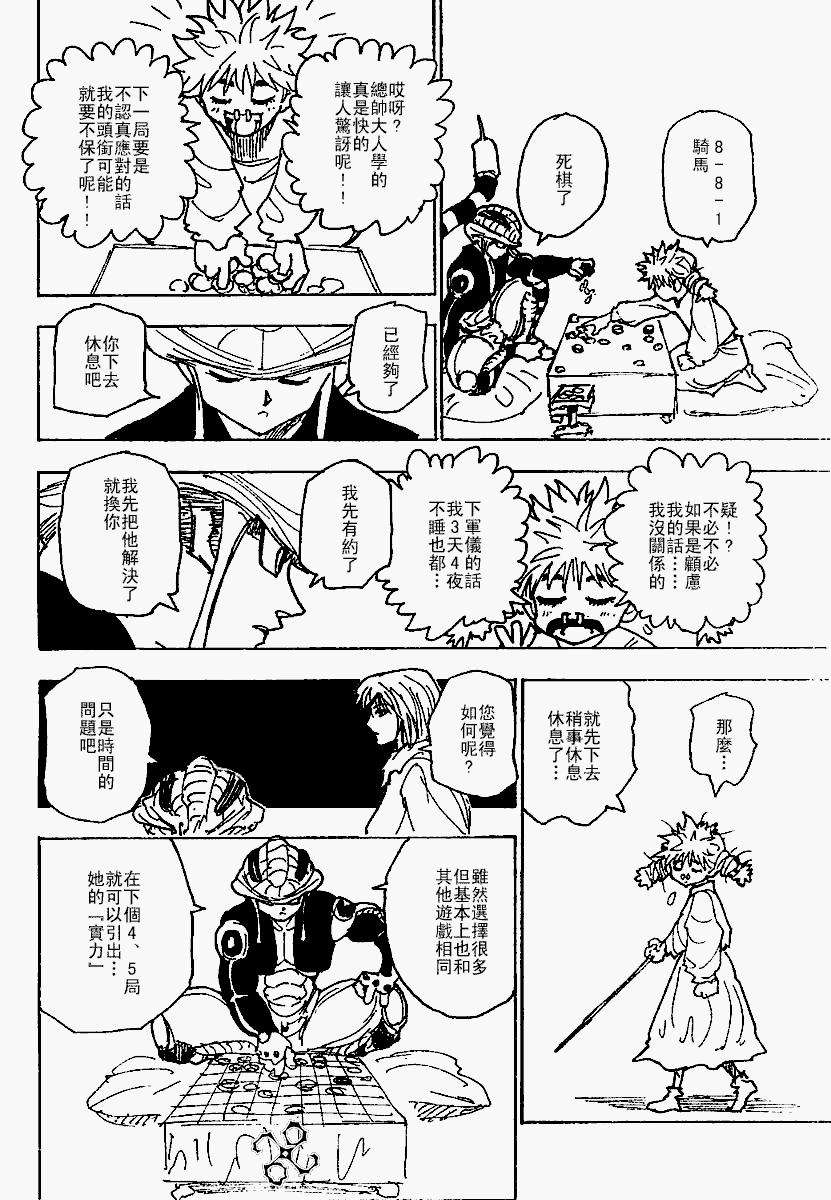 8-8-1
騎馬
死棋了
哎呀？
總帥大人學的
真是快的
讓人驚訝呢！！
下一局要是
不認真應對的話
我的頭銜可能
就要不保了呢！！
已經夠了
你下去
休息吧
疑！？
不必不必
如果是顧慮
我的話……
我沒關係的
下軍儀的話
我3天4夜
不睡也都…
我先有約了
我先把他解決了
就換你
那麼…
就先下去
稍事休息
休息了…
您覺得
如何呢？
只是時間的
問題吧
雖然選擇很多
但基本上也和
其他遊戲相同
在下個4、5局
就可以引出…
她的『實力』